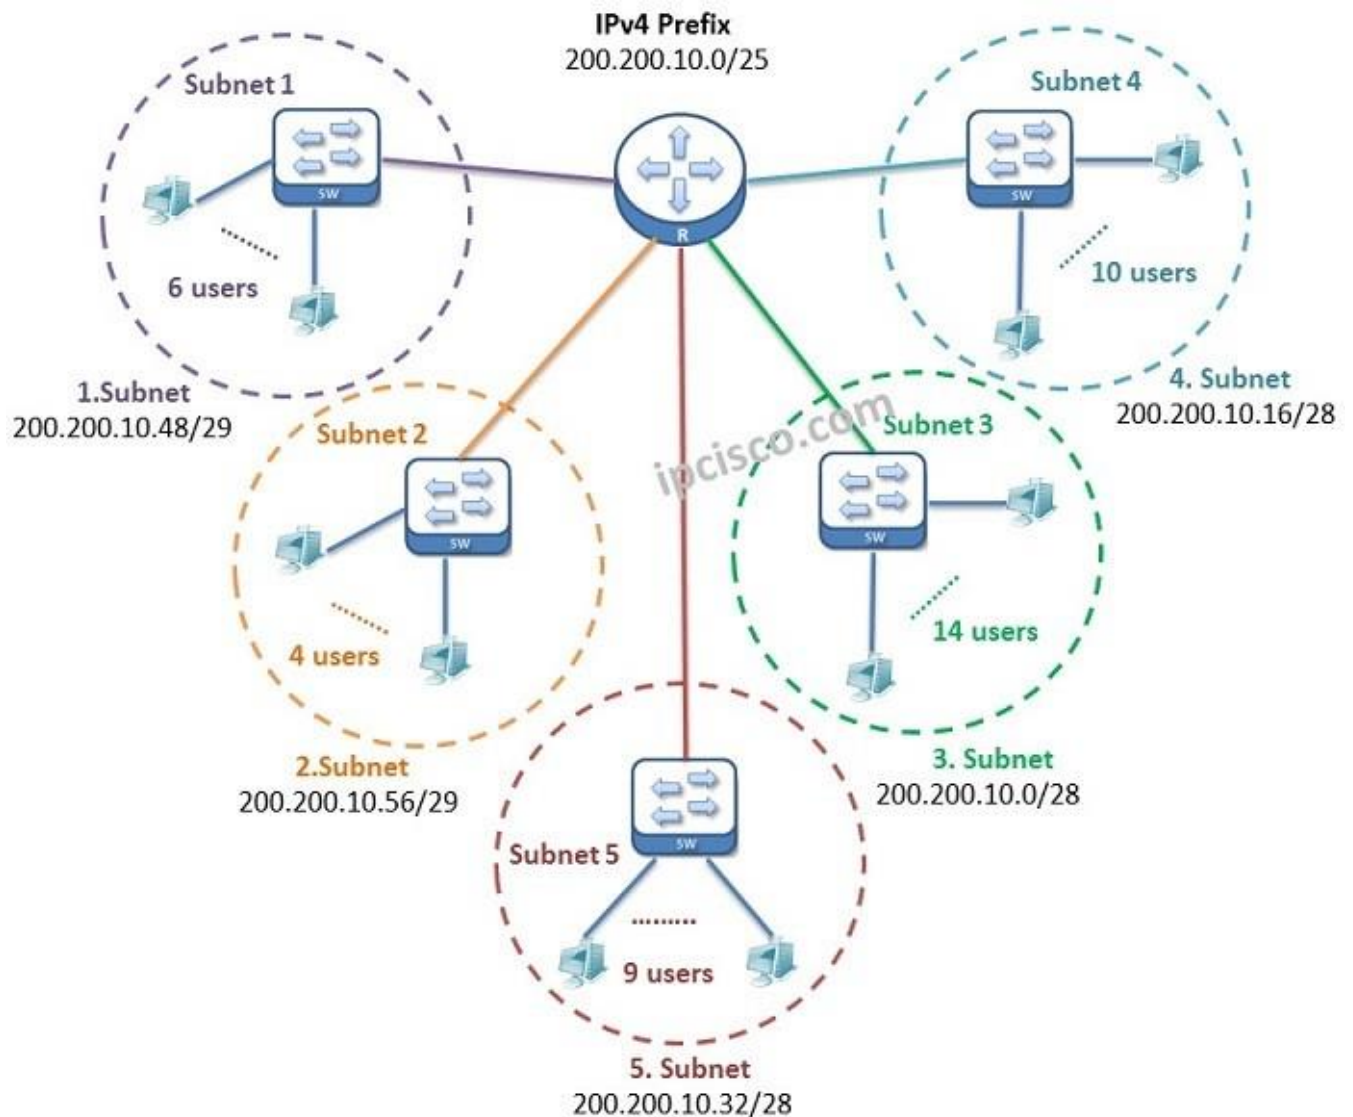 IPv4 Prefix
200.200.10.0/25
Subnet 1
SW
6 users
1.Subnet
200.200.10.48/29
R
Subnet 4
SW
10 users
4. Subnet
200.200.10.16/28
Subnet 2
SW
4 users
2.Subnet
200.200.10.56/29
ipcisco.com
Subnet 3
SW
14 users
3. Subnet
200.200.10.0/28
SW
Subnet 5
9 users
5. Subnet
200.200.10.32/28